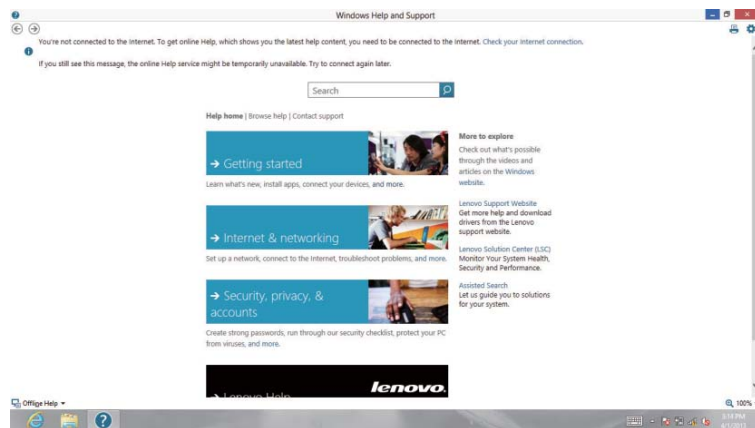 Windows Help and Support
You're not connected to the Internet. To get online Help, which shows you the latest help content, you need to be connected to the Internet. Check your Internet connection.
If you still see this message, the online Help service might be temporarily unavailable. Try to connect again later.
Search
Help home | Browse help | Contact support
→ Getting started
Learn what's new, install apps, connect your devices, and more.
→ Internet & networking
Set up a network, connect to the Internet, troubleshoot problems, and more.
→ Security, privacy, &
accounts
Create strong passwords, run through our security checklist, protect your PC
from viruses, and more.
→ Lenovo Help
lenovo.
More to explore
Check out what's possible
through the videos and
articles on the Windows
website.
Lenovo Support Website
Get more help and download
drivers from the Lenovo
support website.
Lenovo Solution Center (LSC)
Monitor Your System Health,
Security and Performance.
Assisted Search
Let us guide you to solutions
for your system.
Offline Help
100%